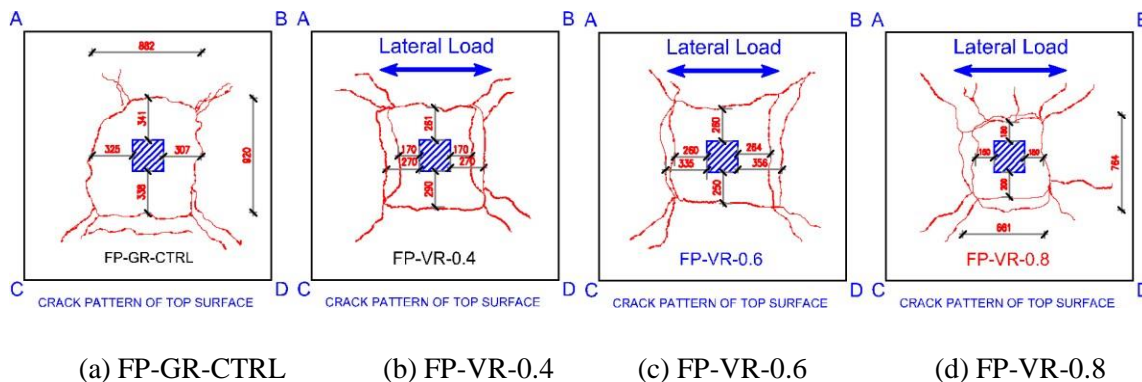 A
B
A
B
A
B
A
B
882
341
325
307
338
920
FP-GR-CTRL
Lateral Load
261
170
170
270
270
290
FP-VR-0.4
Lateral Load
260
260
264
335
356
250
FP-VR-0.6
Lateral Load
160
764
661
FP-VR-0.8
C
D
C
D
C
D
C
D
CRACK PATTERN OF TOP SURFACE
CRACK PATTERN OF TOP SURFACE
CRACK PATTERN OF TOP SURFACE
CRACK PATTERN OF TOP SURFACE
(a) FP-GR-CTRL
(b) FP-VR-0.4
(c) FP-VR-0.6
(d) FP-VR-0.8